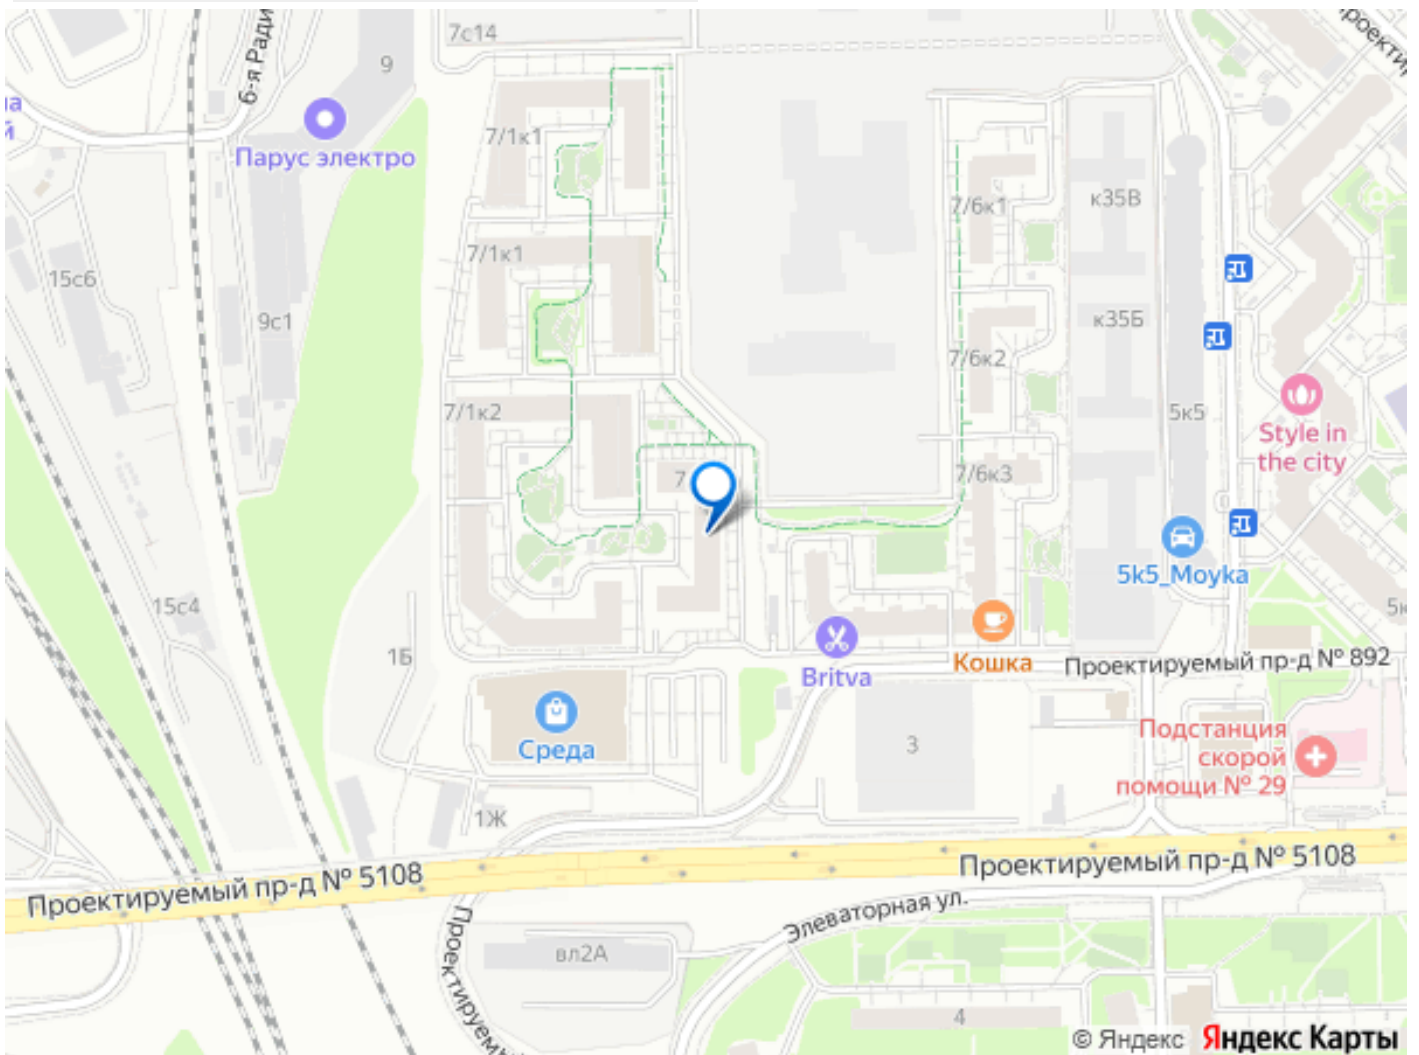 7с14
6-я Ради
9
Парус электро
7/1к1
7/6к1
к35В
7/1к1
15с6
9с1
к35Б
7/6к2
7/1к2
5к5
Style in
the city
7/6к3
7
5k5_Moyka
15с4
1Б
Britva
Кошка
Проектируемый пр-д № 892
Среда
3
Подстанция
скорой
помощи № 29
1Ж
Проектируемый пр-д № 5108
Проектируемый пр-д № 5108
Элеваторная ул.
Проектируемы
вл2А
4
© Яндекс Яндекс Карты